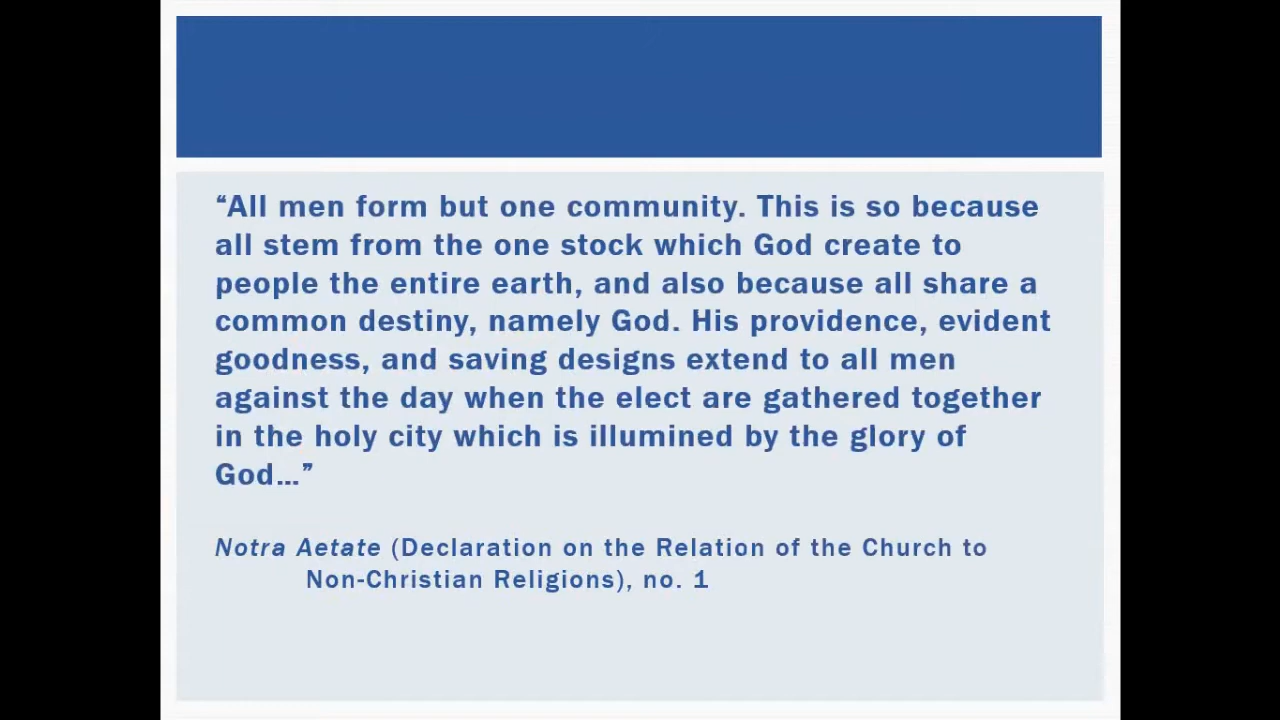 “All men form but one community. This is so because
all stem from the one stock which God create to
people the entire earth, and also because all share a
common destiny, namely God. His providence, evident
goodness, and saving designs extend to all men
against the day when the elect are gathered together
in the holy city which is illumined by the glory of
God…”
Notra Aetate (Declaration on the Relation of the Church to
Non-Christian Religions), no. 1